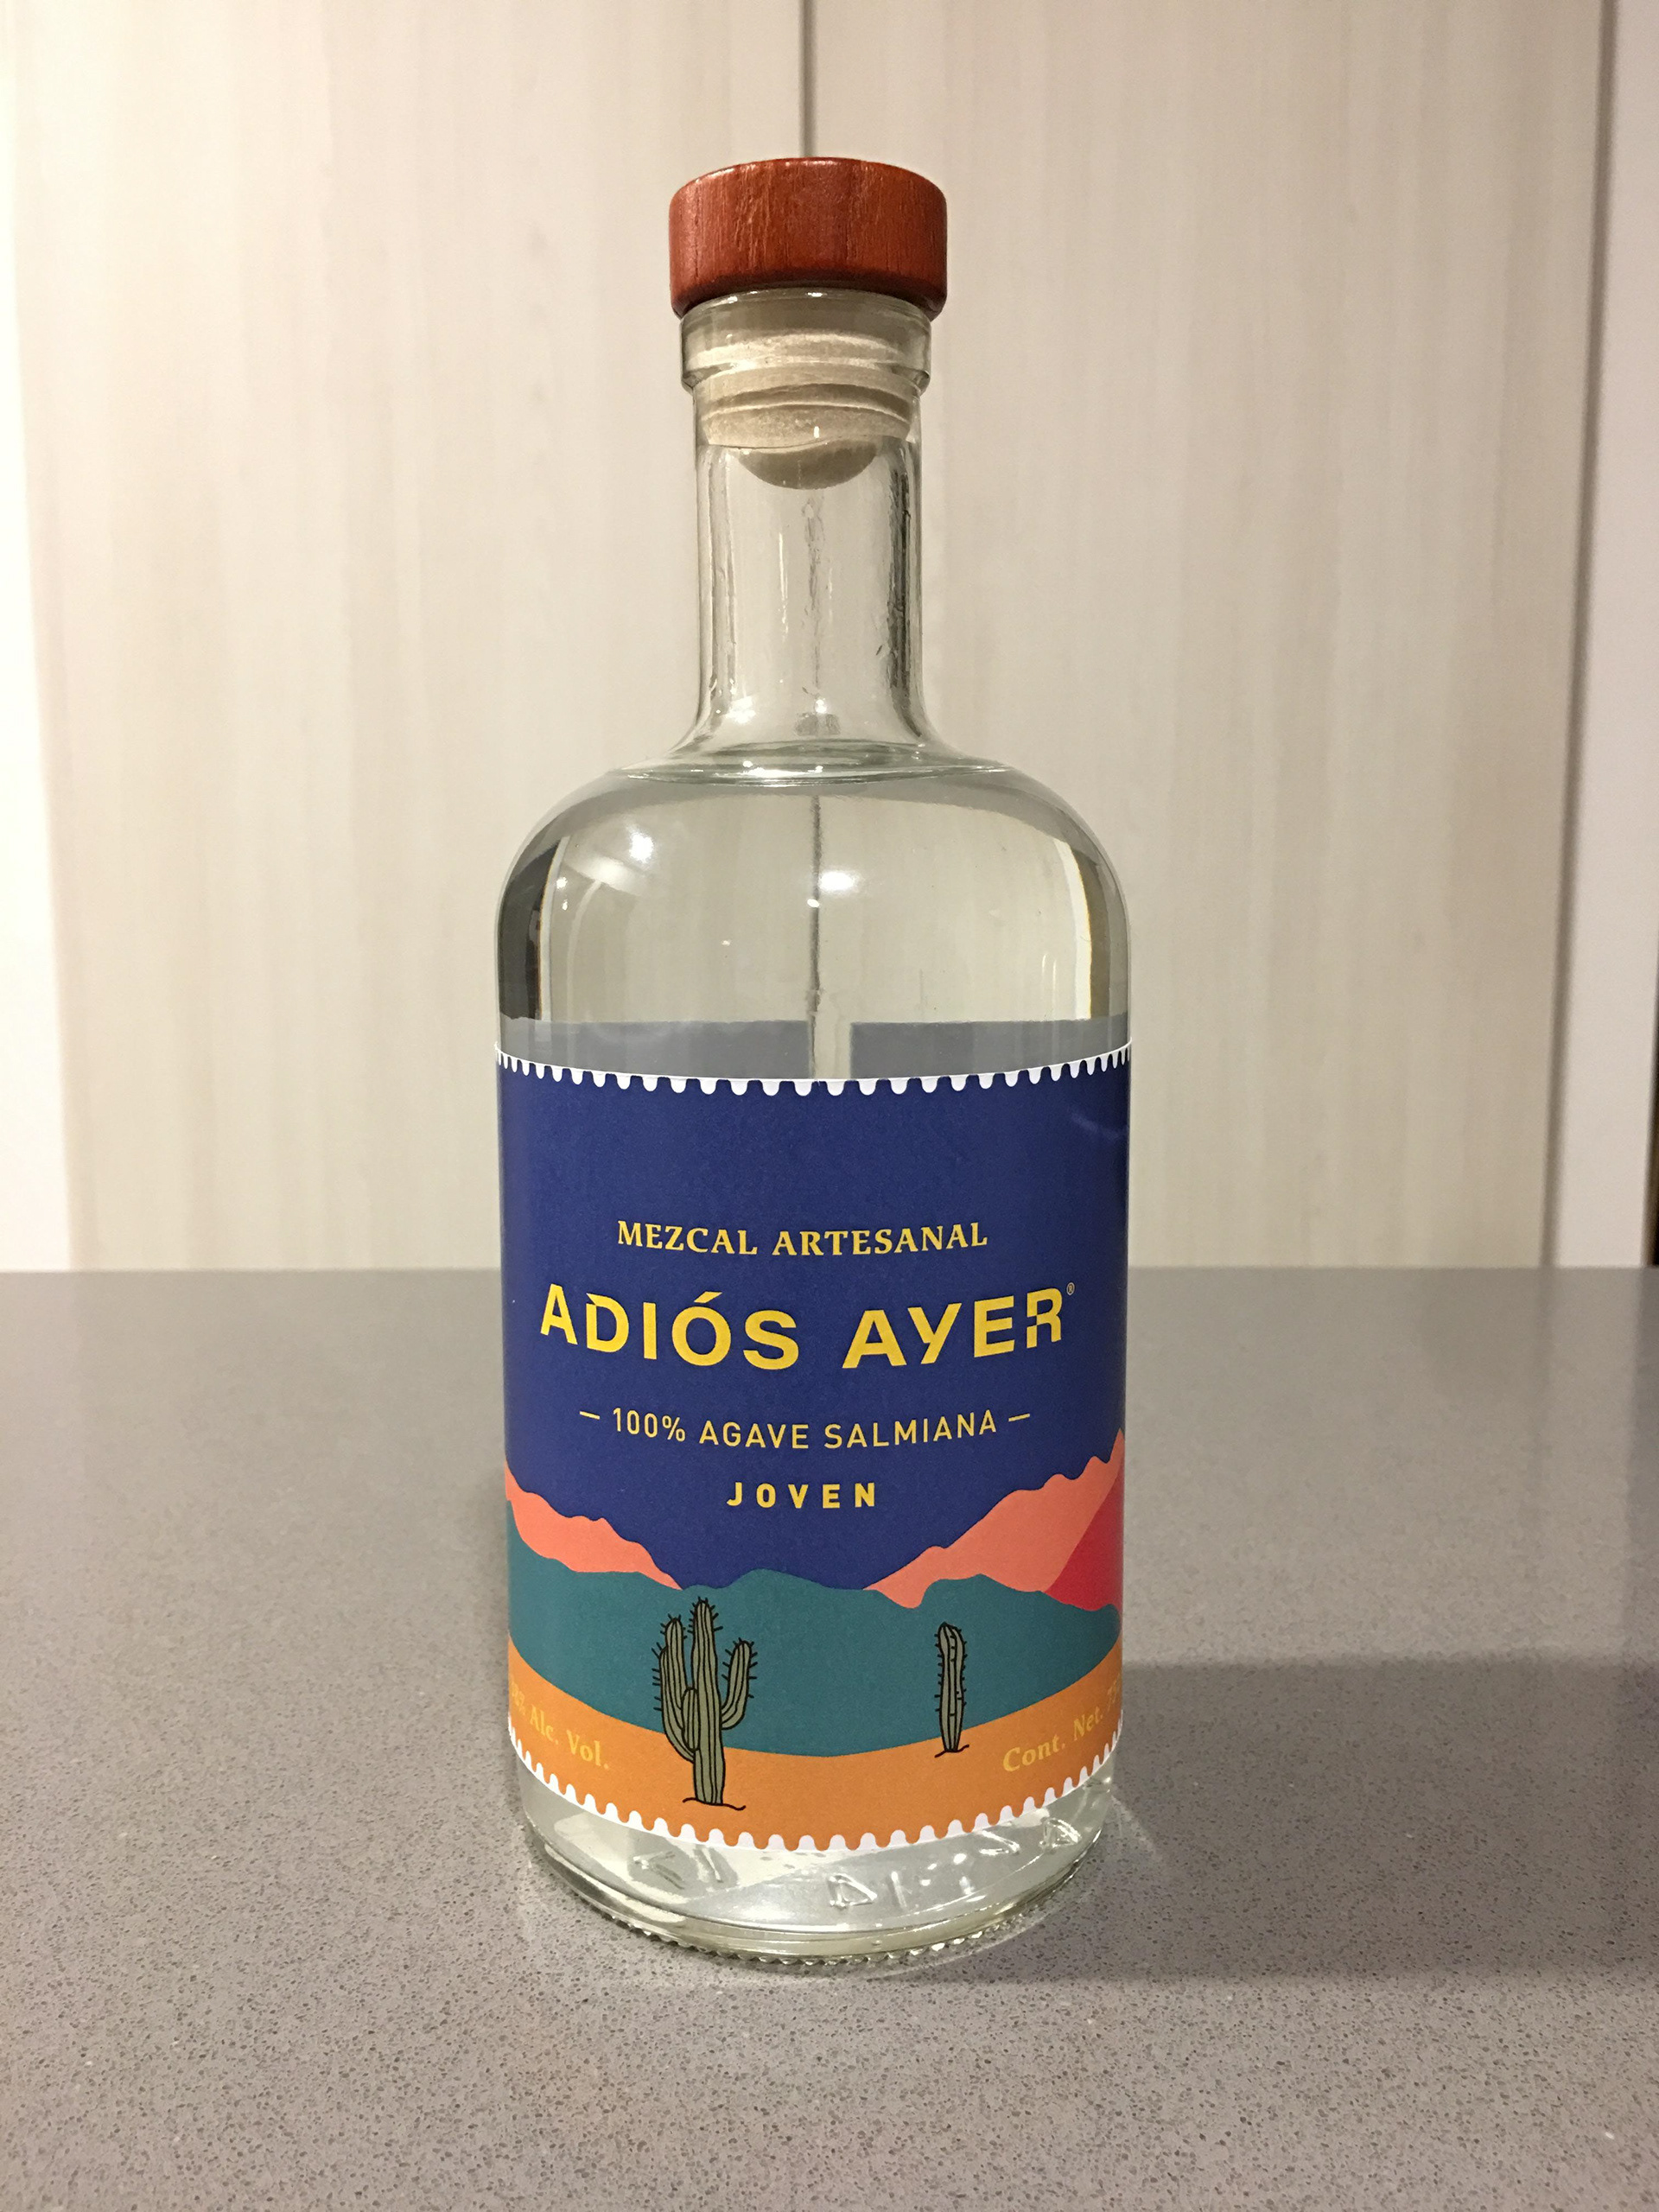 MEZCAL ARTESANAL
ADIÓS AYER®
— 100% AGAVE SALMIANA —
JOVEN
Alc. Vol.
Cont. Net.